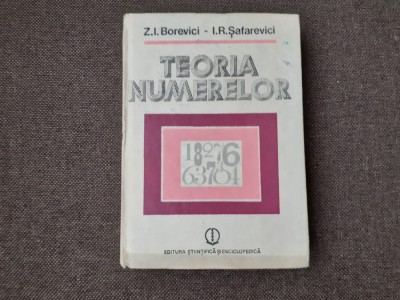 Z.I.Borevici - I.R.Şafarevici
TEORIA
NUMERELOR
EDITURA ŞTIINŢIFICĂ ŞI ENCICLOPEDICĂ